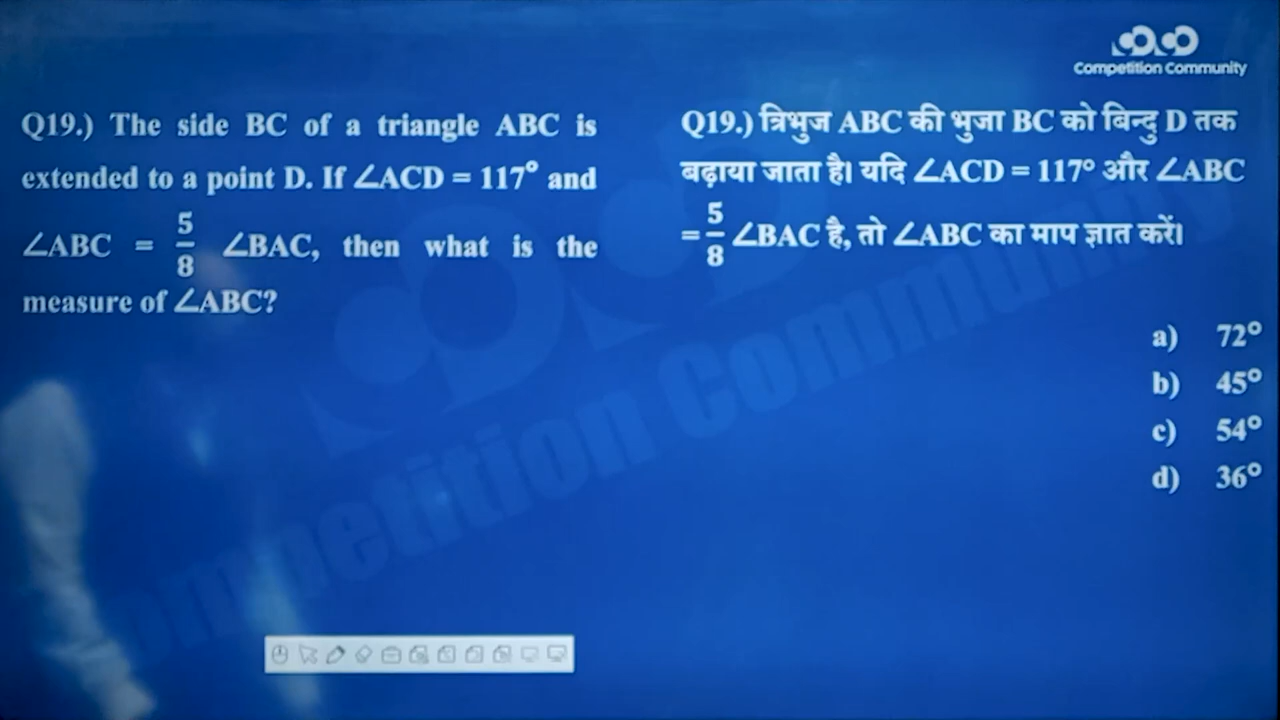 Competition Community
Q19.) The side BC of a triangle ABC is
extended to a point D. If ∠ACD = 117° and
∠ABC = 5/8 ∠BAC, then what is the
measure of ∠ABC?
Q19.) त्रिभुज ABC की भुजा BC को बिन्दु D तक
बढ़ाया जाता है। यदि ∠ACD = 117° और ∠ABC
= 5/8 ∠BAC है, तो ∠ABC का माप ज्ञात करें।
a) 72°
b) 45°
c) 54°
d) 36°
Competition Community